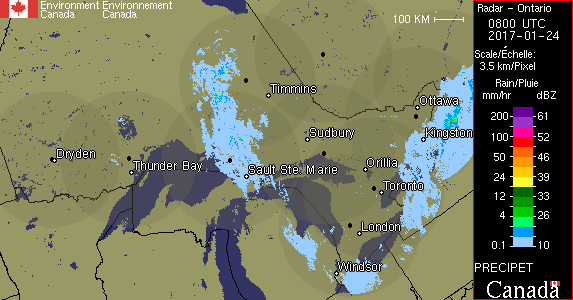 Environment Environnement
Canada Canada
100 KM
Timmins
Ottawa
Sudbury
Kingston
Dryden
Thunder Bay
Sault Ste. Marie
Orillia
Toronto
London
Windsor
Radar - Ontario
0800 UTC
2017-01-24
Scale/Échelle:
3.5 km/Pixel
Rain/Pluie
mm/hr dBZ
200 61
100 52
50 46
24 39
12 33
4 26
0.1 10
PRECIPET
Canada